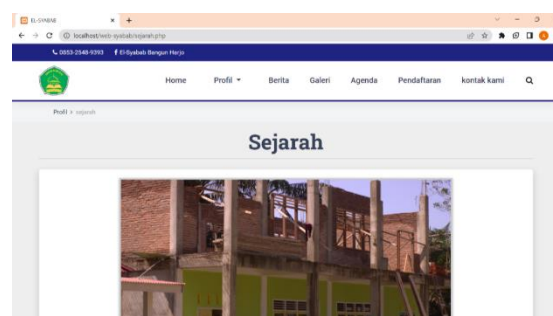 EL-SYABAB
localhost/web-syabab/sejarah.php
0853-2548-9393 El-Syabab Bangun Harjo
Home Profil Berita Galeri Agenda Pendaftaran kontak kami
Profil > sejarah
Sejarah